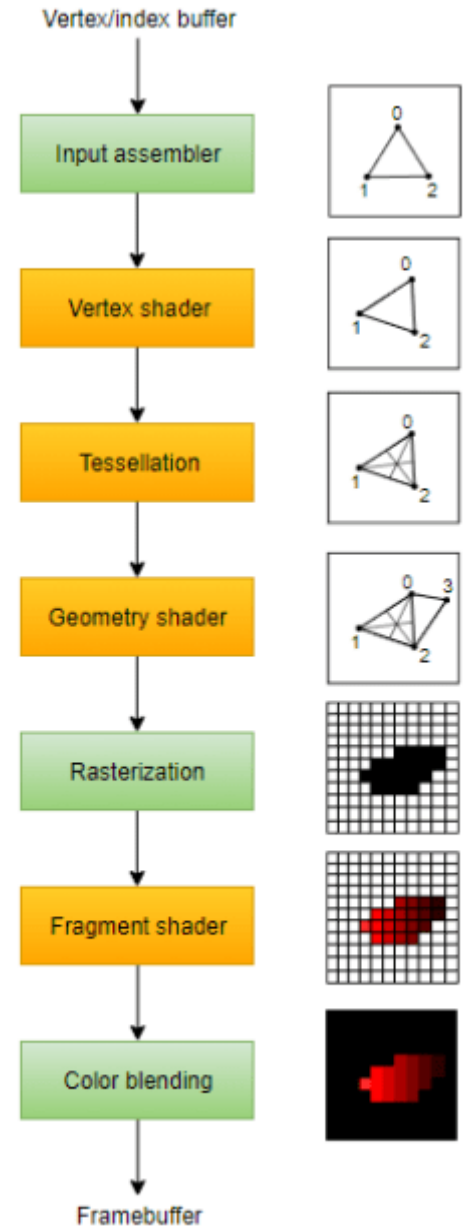 Vertex/index buffer
Input assembler
0
1 2
Vertex shader
0
1
2
Tessellation
0
1
2
Geometry shader
0 3
1
2
Rasterization
Fragment shader
Color blending
Framebuffer